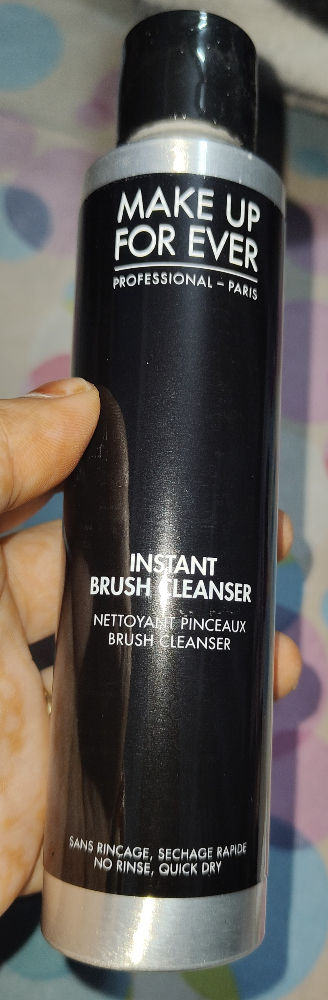 MAKE UP
FOR EVER
PROFESSIONAL – PARIS
INSTANT
BRUSH CLEANSER
NETTOYANT PINCEAUX
BRUSH CLEANSER
SANS RINÇAGE, SECHAGE RAPIDE
NO RINSE, QUICK DRY